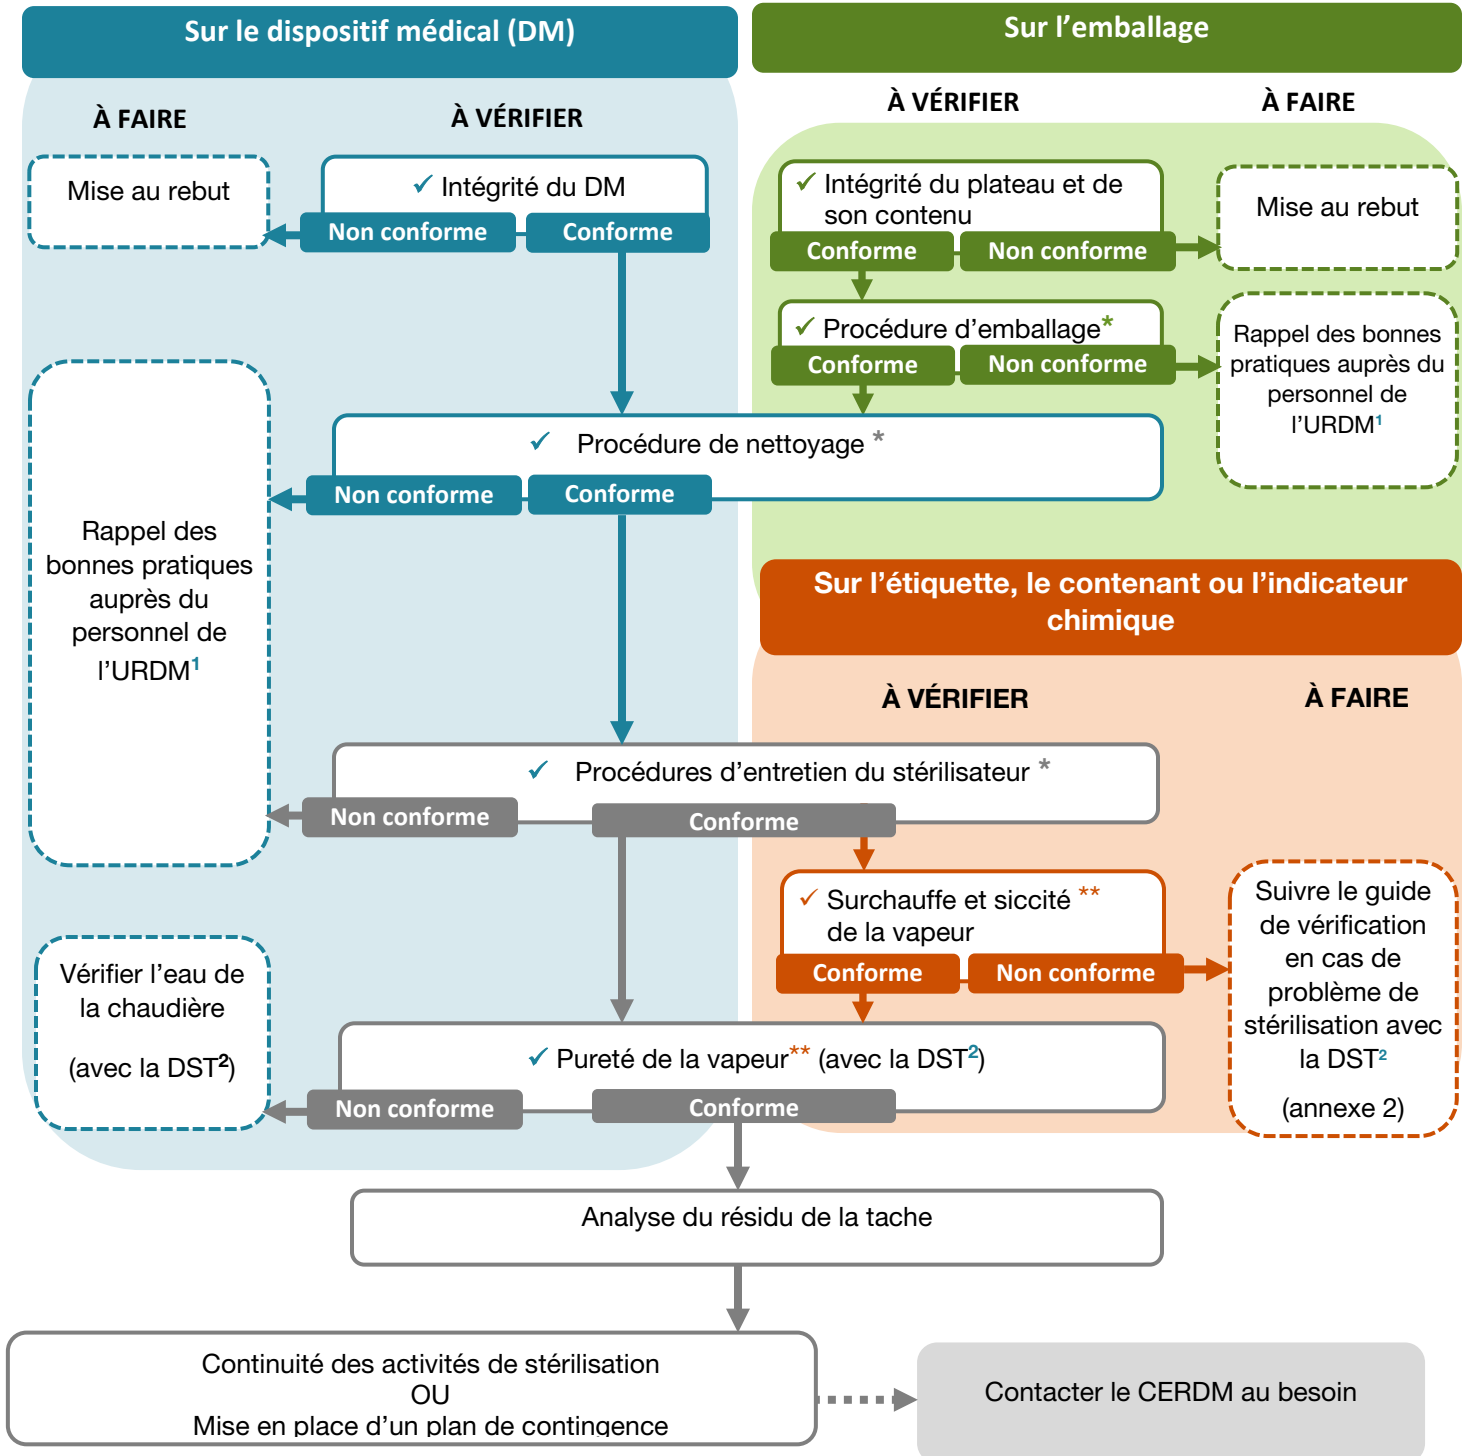 Sur le dispositif médical (DM)
À FAIRE
À VÉRIFIER
Mise au rebut
✓ Intégrité du DM
Non conforme
Conforme
Sur l'emballage
À VÉRIFIER
À FAIRE
✓ Intégrité du plateau et de
son contenu
Conforme
Non conforme
Mise au rebut
✓ Procédure d'emballage*
Conforme
Non conforme
Rappel des bonnes
pratiques auprès du
personnel de
l'URDM¹
✓ Procédure de nettoyage *
Non conforme
Conforme
Rappel des
bonnes pratiques
auprès du
personnel de
l'URDM¹
Sur l'étiquette, le contenant ou l'indicateur
chimique
À VÉRIFIER
À FAIRE
✓ Procédures d'entretien du stérilisateur *
Non conforme
Conforme
✓ Surchauffe et siccité **
de la vapeur
Conforme
Non conforme
Suivre le guide
de vérification
en cas de
problème de
stérilisation avec
la DST²
(annexe 2)
Vérifier l'eau de
la chaudière
(avec la DST²)
✓ Pureté de la vapeur** (avec la DST²)
Non conforme
Conforme
Analyse du résidu de la tache
Continuité des activités de stérilisation
OU
Mise en place d'un plan de contingence
Contacter le CERDM au besoin